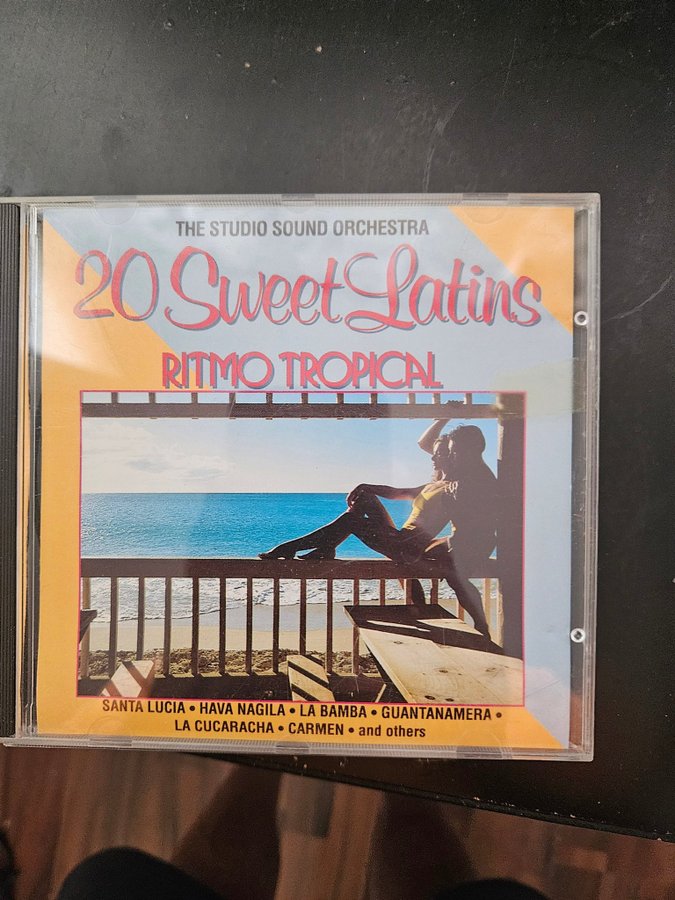 THE STUDIO SOUND ORCHESTRA
20 Sweet Latins
RITMO TROPICAL
SANTA LUCIA • HAVA NAGILA • LA BAMBA • GUANTANAMERA •
LA CUCARACHA • CARMEN • and others